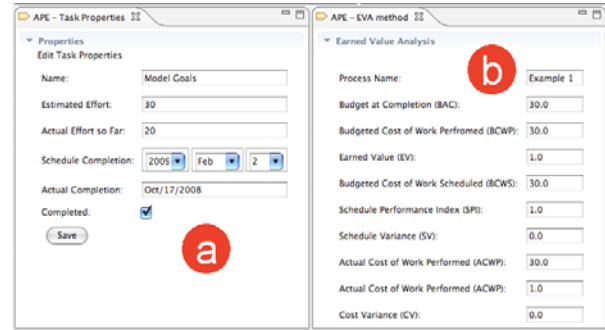 APE - Task Properties
Properties
Edit Task Properties
Name: Model Goals
Estimated Effort: 30
Actual Effort so Far: 20
Schedule Completion: 2009 Feb 2
Actual Completion: Oct/17/2008
Completed:
Save
a
APE - EVA method
Earned Value Analysis
b
Process Name: Example 1
Budget at Completion (BAC): 30.0
Budgeted Cost of Work Perfromed (BCWP): 30.0
Earned Value (EV): 1.0
Budgeted Cost of Work Scheduled (BCWS): 30.0
Schedule Performance Index (SPI): 1.0
Schedule Variance (SV): 0.0
Actual Cost of Work Performed (ACWP): 30.0
Actual Cost of Work Performed (ACWP): 1.0
Cost Variance (CV): 0.0